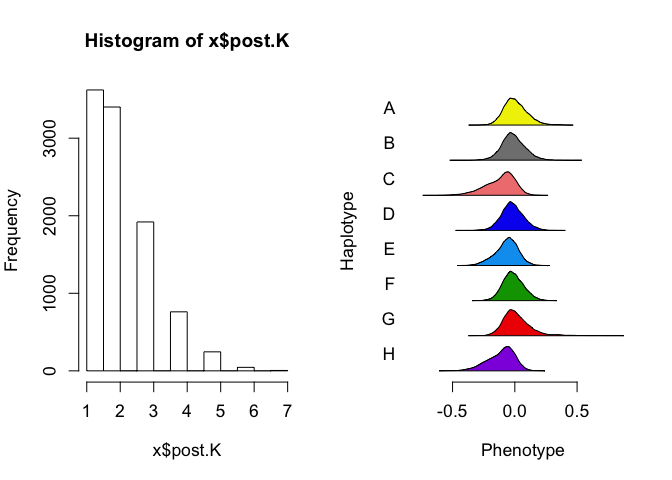 Histogram of x$post.K
Frequency
0
1000
2000
3000
1 2 3 4 5 6 7
x$post.K
Haplotype
A
B
C
D
E
F
G
H
-0.5 0.0 0.5
Phenotype